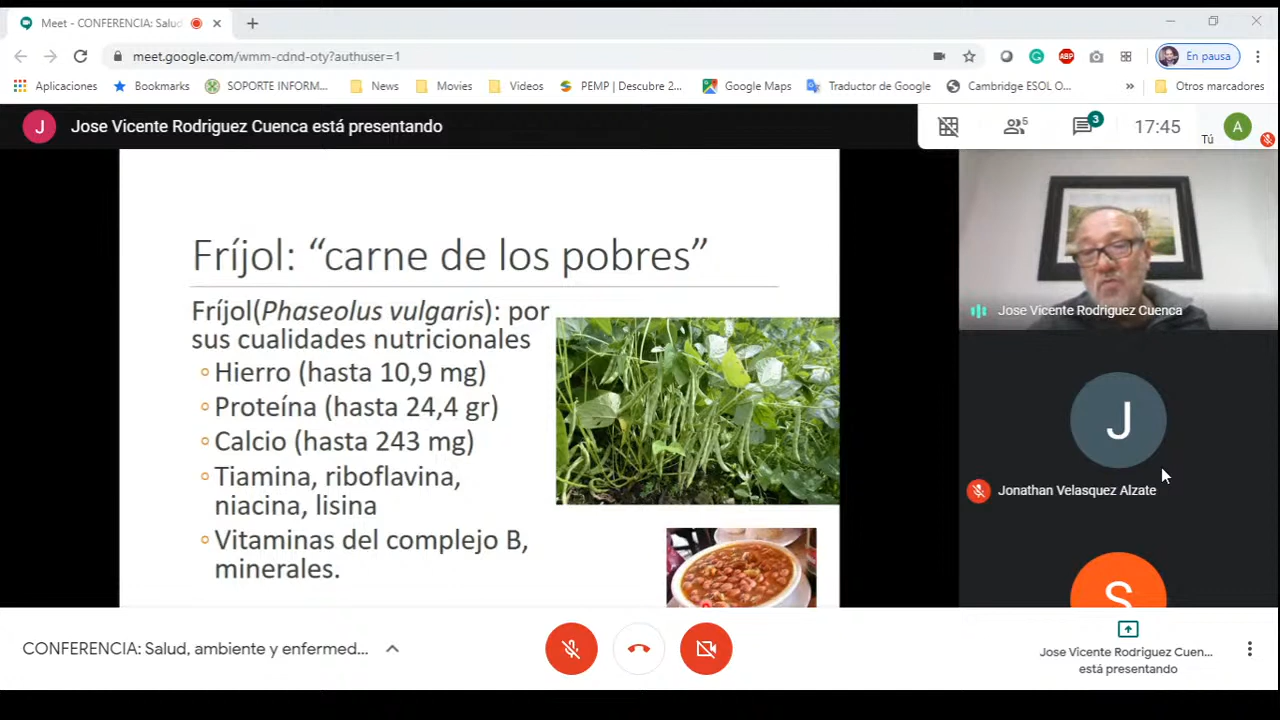 Meet - CONFERENCIA: Salud
meet.google.com/wmm-cdnd-oty?authuser=1
ABP
En pausa
Aplicaciones
Bookmarks
SOPORTE INFORM...
News
Movies
Videos
PEMP | Descubre 2...
Google Maps
Traductor de Google
Cambridge ESOL O...
»
Otros marcadores
J
Jose Vicente Rodriguez Cuenca está presentando
5
3
17:45
Tú
A
Fríjol: “carne de los pobres”
Fríjol(Phaseolus vulgaris): por
sus cualidades nutricionales
Hierro (hasta 10,9 mg)
Proteína (hasta 24,4 gr)
Calcio (hasta 243 mg)
Tiamina, riboflavina,
niacina, lisina
Vitaminas del complejo B,
minerales.
Jose Vicente Rodriguez Cuenca
J
Jonathan Velasquez Alzate
S
CONFERENCIA: Salud, ambiente y enfermed...
Jose Vicente Rodriguez Cuen...
está presentando